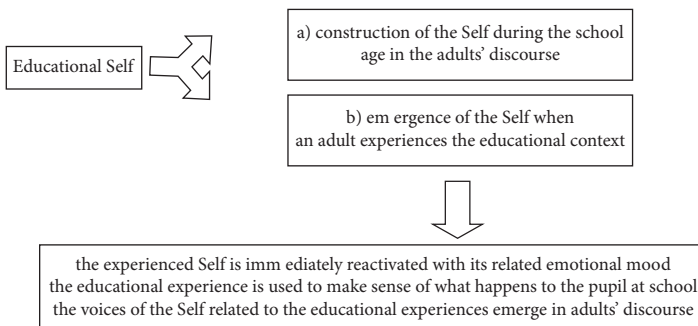 Educational Self
a) construction of the Self during the school
age in the adults' discourse
b) em ergence of the Self when
an adult experiences the educational context
the experienced Self is imm ediately reactivated with its related emotional mood
the educational experience is used to make sense of what happens to the pupil at school
the voices of the Self related to the educational experiences emerge in adults' discourse